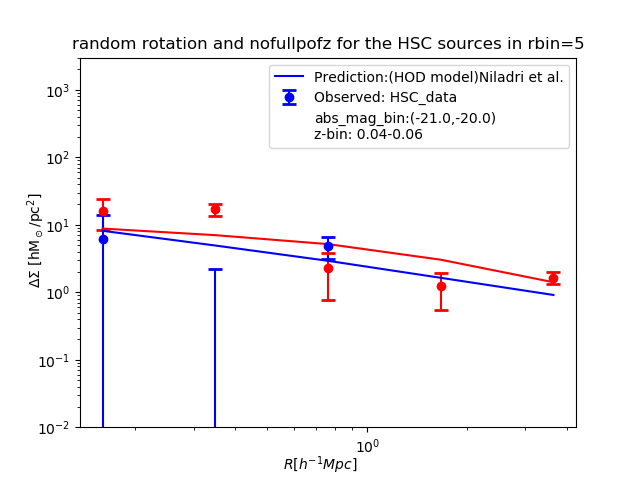 random rotation and nofullpofz for the HSC sources in rbin=5
Prediction:(HOD model)Niladri et al.
Observed: HSC_data
abs_mag_bin:(-21.0,-20.0)
z-bin: 0.04-0.06
ΔΣ [hM⊙/pc²]
10³
10²
10¹
10⁰
10⁻¹
10⁻²
10⁰
R[h⁻¹Mpc]